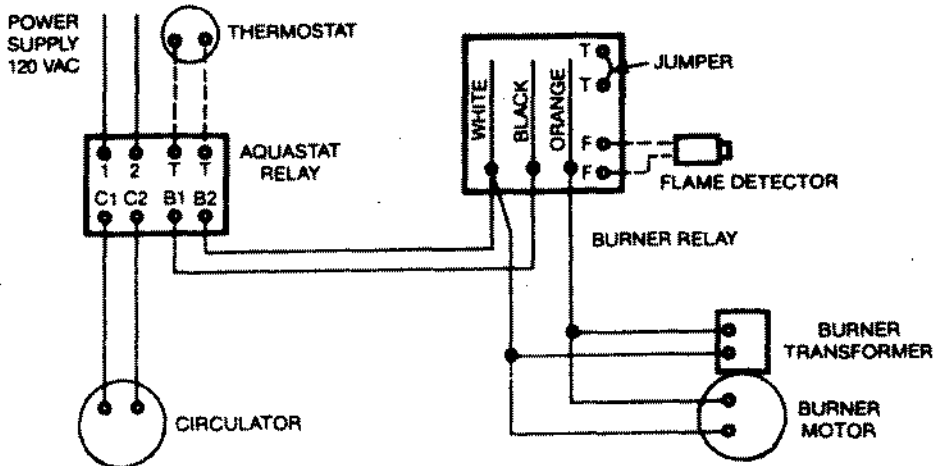 POWER
SUPPLY
120 VAC
THERMOSTAT
T
JUMPER
T
WHITE
BLACK
ORANGE
F
F
FLAME DETECTOR
1 2 T T
AQUASTAT
RELAY
C1 C2 B1 B2
BURNER RELAY
BURNER
TRANSFORMER
CIRCULATOR
BURNER
MOTOR